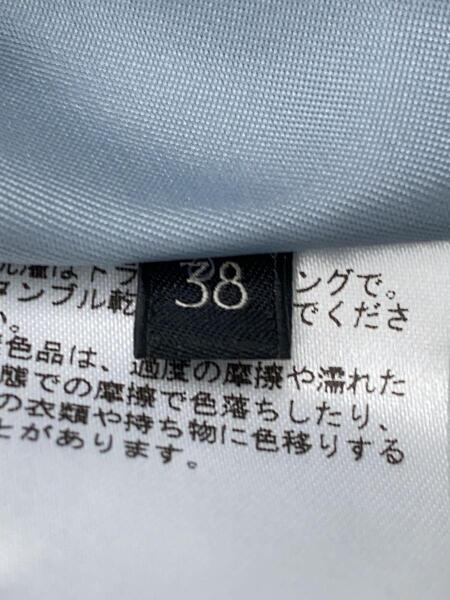 38
ングで。
タンブル乾
でくださ
い。
色品は、過度の摩擦や濡れた
態での摩擦で色落ちしたり、
の衣類や持ち物に色移りする
とがあります。